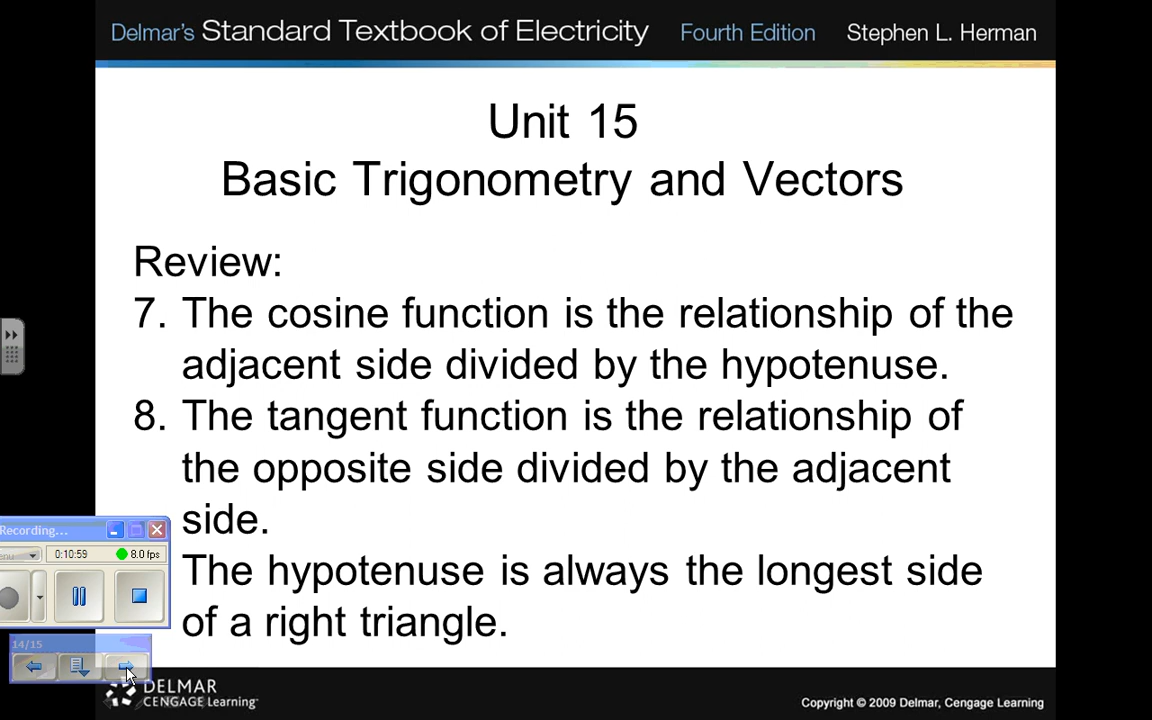 Delmar's Standard Textbook of Electricity Fourth Edition Stephen L. Herman
Unit 15
Basic Trigonometry and Vectors
Review:
7. The cosine function is the relationship of the
adjacent side divided by the hypotenuse.
8. The tangent function is the relationship of
the opposite side divided by the adjacent
side.
The hypotenuse is always the longest side
of a right triangle.
Recording...
0:10:59 8.0 fps
14/15
DELMAR
CENGAGE Learning™
Copyright © 2009 Delmar, Cengage Learning